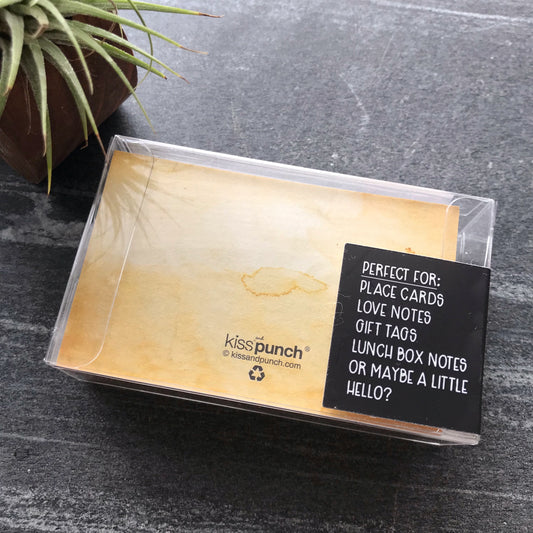 kiss and punch®
© kissandpunch.com
PERFECT FOR:
PLACE CARDS
LOVE NOTES
GIFT TAGS
LUNCH BOX NOTES
OR MAYBE A LITTLE
HELLO?